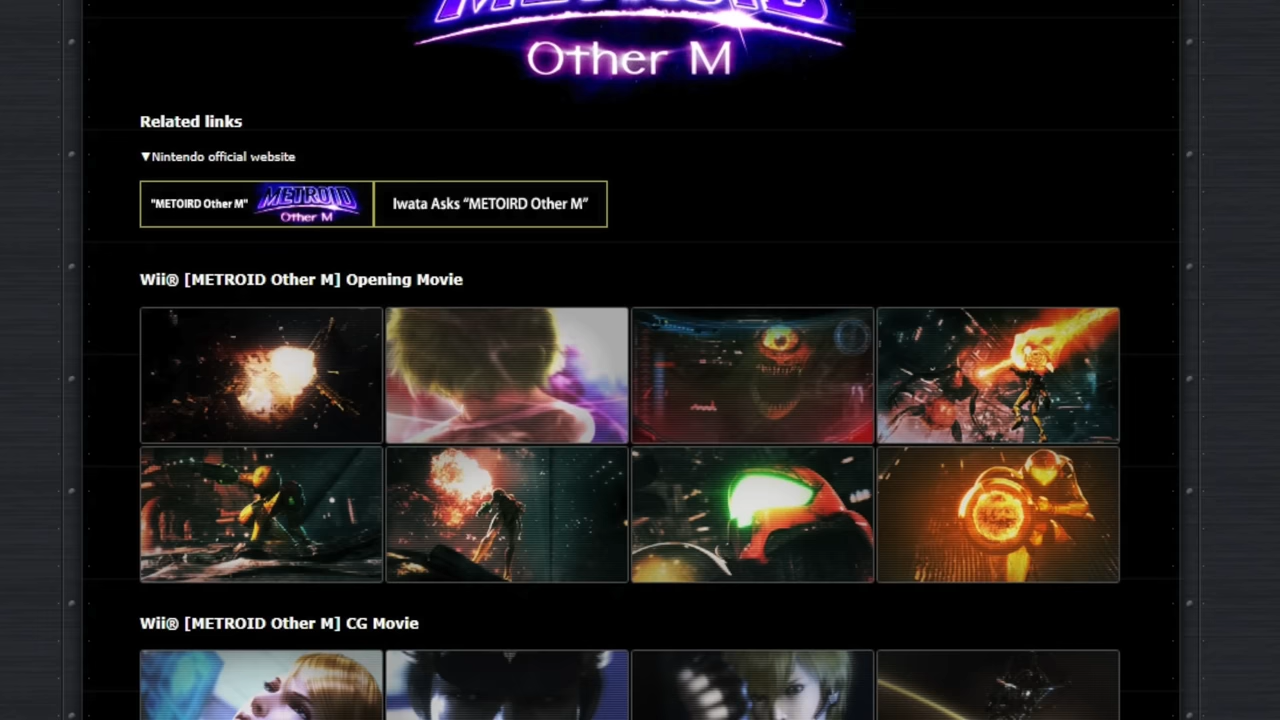 METROID
Other M
Related links
▼Nintendo official website
"METOIRD Other M" METROID Other M
Iwata Asks “METOIRD Other M”
Wii® [METROID Other M] Opening Movie
Wii® [METROID Other M] CG Movie